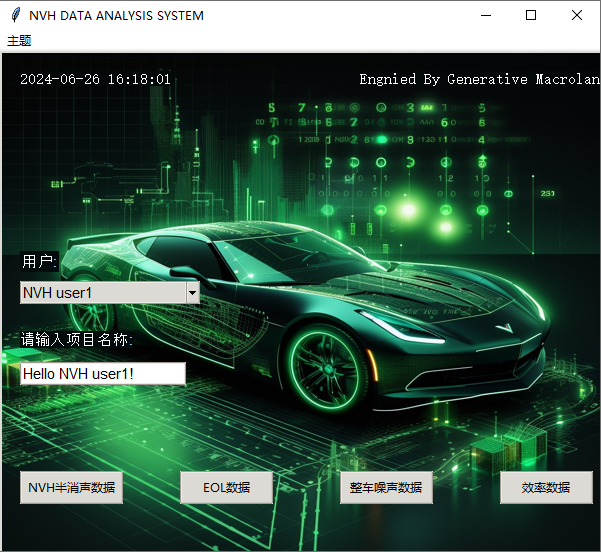 NVH DATA ANALYSIS SYSTEM
主题
2024-06-26 16:18:01
Engnied By Generative Macrolan
用户:
NVH user1
请输入项目名称:
Hello NVH user1!
NVH半消声数据
EOL数据
整车噪声数据
效率数据